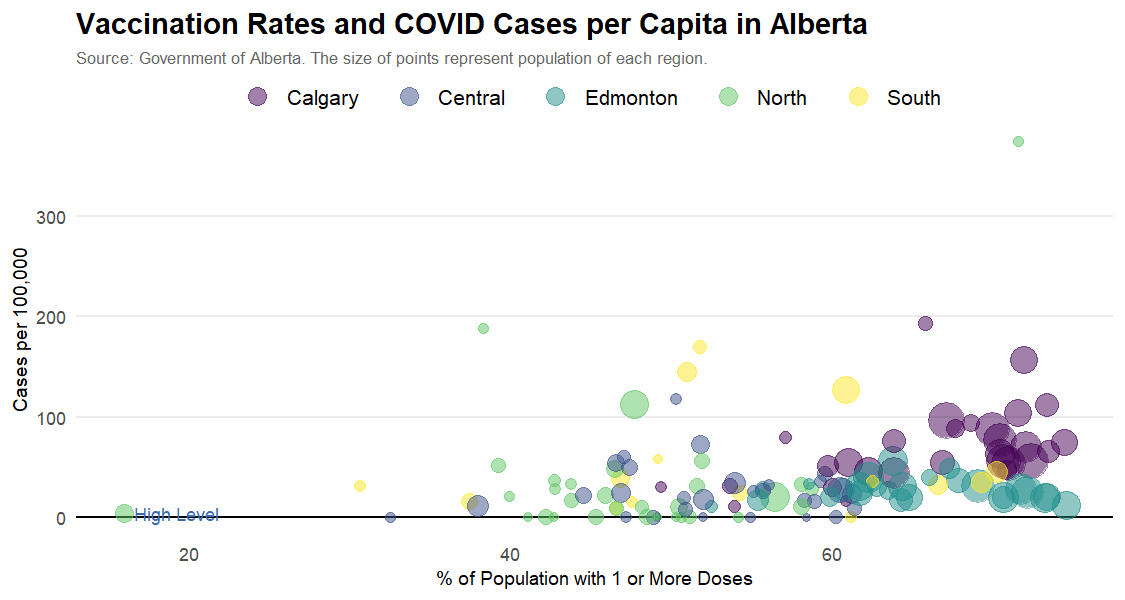 Vaccination Rates and COVID Cases per Capita in Alberta
Source: Government of Alberta. The size of points represent population of each region.
Calgary Central Edmonton North South
Cases per 100,000
300
200
100
0
High Level
20 40 60
% of Population with 1 or More Doses